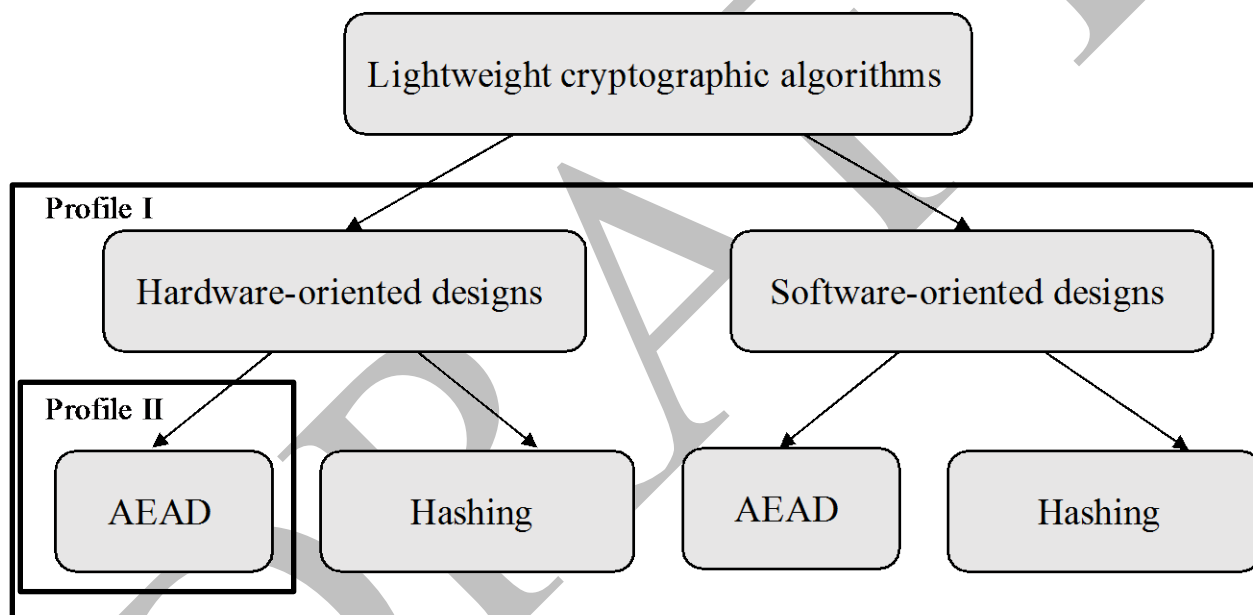 Lightweight cryptographic algorithms
Profile I
Hardware-oriented designs
Software-oriented designs
Profile II
AEAD
Hashing
AEAD
Hashing